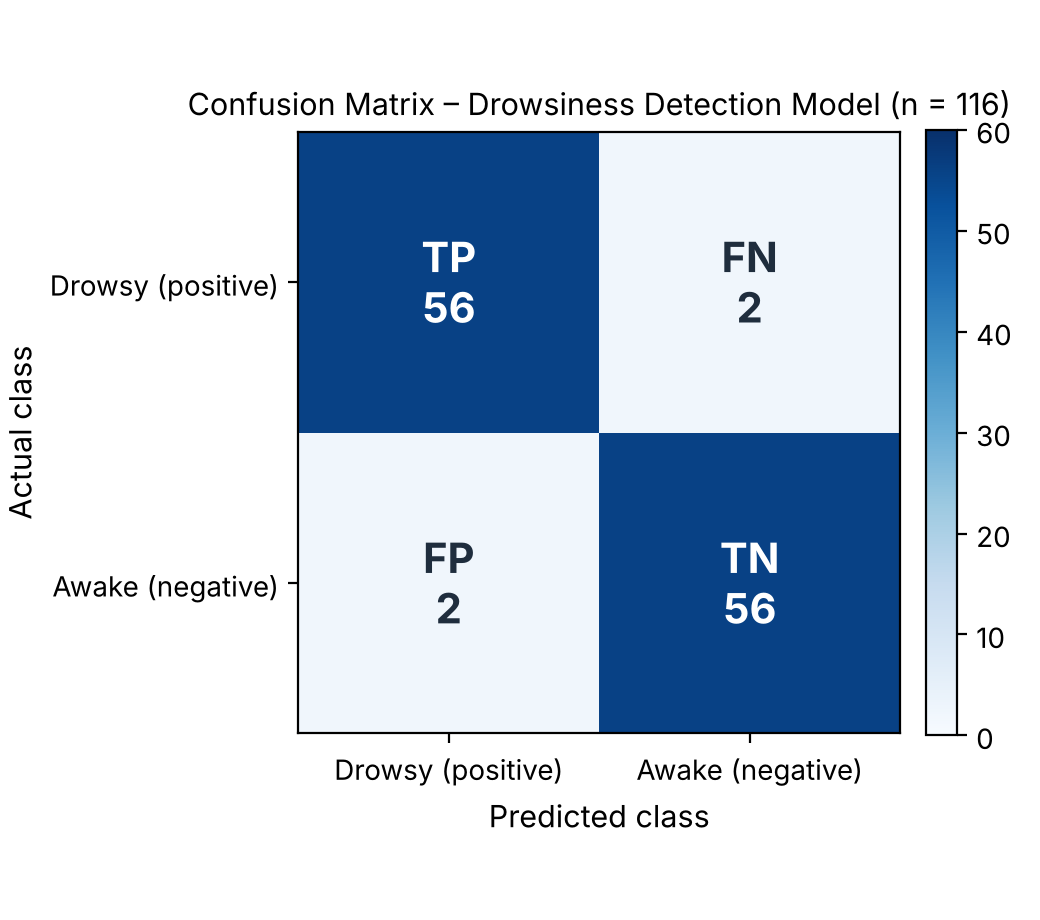 Confusion Matrix – Drowsiness Detection Model (n = 116)
Actual class
Drowsy (positive)
Awake (negative)
TP
56
FN
2
FP
2
TN
56
Drowsy (positive)
Awake (negative)
Predicted class
60
50
40
30
20
10
0